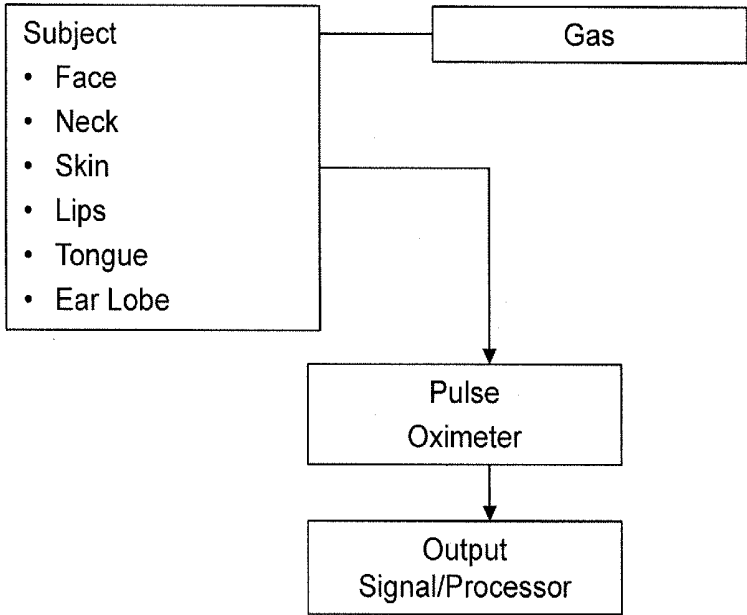 Subject
• Face
• Neck
• Skin
• Lips
• Tongue
• Ear Lobe
Gas
Pulse
Oximeter
Output
Signal/Processor